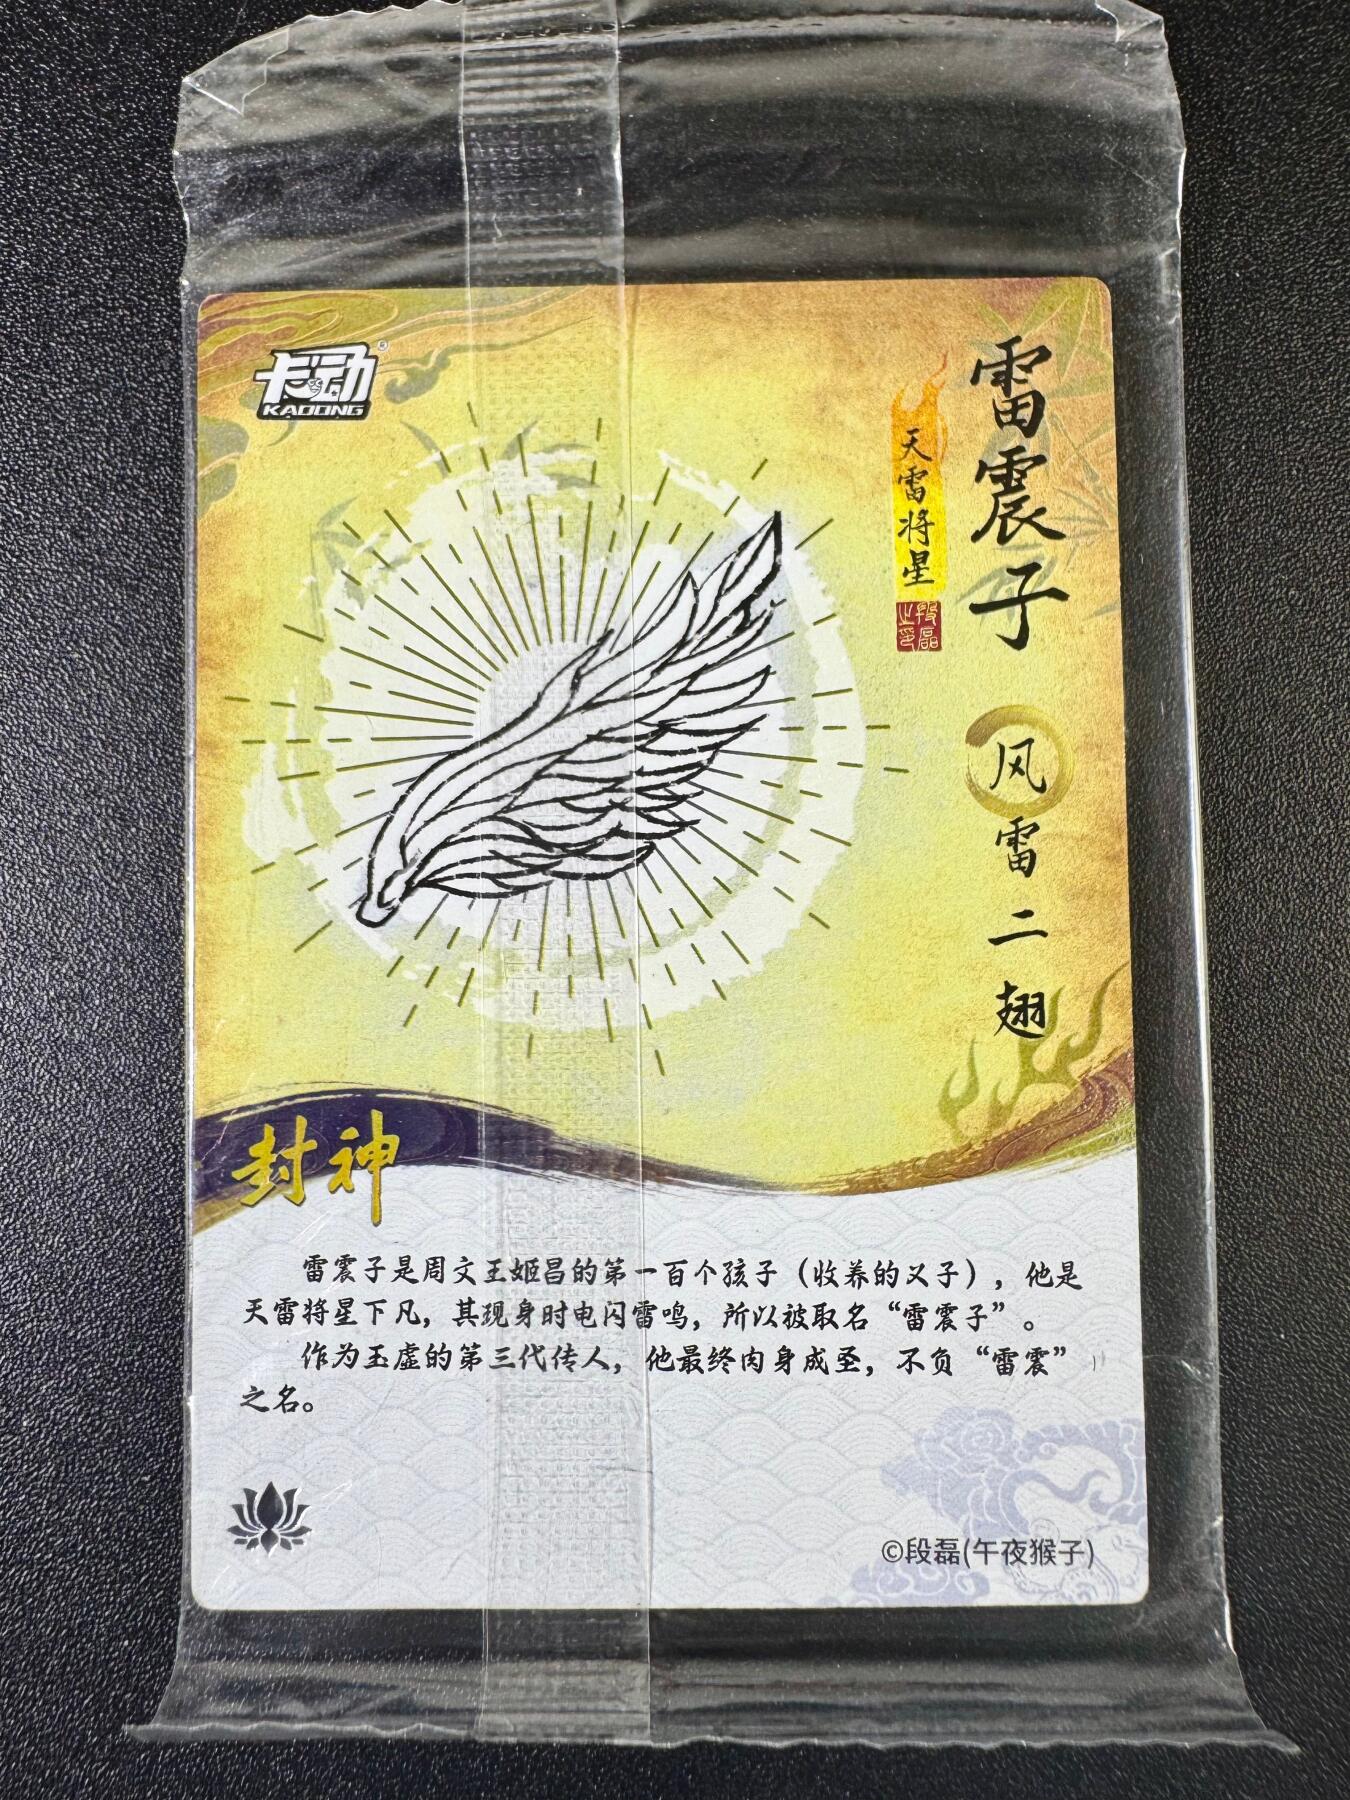 卡动
KADONG
雷震子
天雷将星
段磊之印
风雷二翅
封神
雷震子是周文王姬昌的第一百个孩子（收养的义子），他是
天雷将星下凡，其现身时电闪雷鸣，所以被取名“雷震子”。
作为玉虚的第三代传人，他最终肉身成圣，不负“雷震”
之名。
©段磊(午夜猴子)